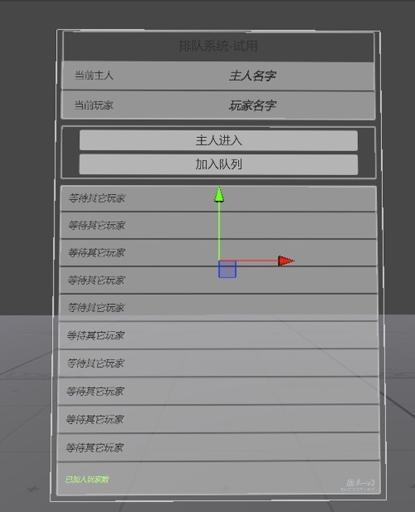 排队系统-试用
当前主人 主人名字
当前玩家 玩家名字
主人进入
加入队列
等待其它玩家
等待其它玩家
等待其它玩家
等待其它玩家
等待其它玩家
等待其它玩家
等待其它玩家
等待其它玩家
等待其它玩家
等待其它玩家
已加入玩家数